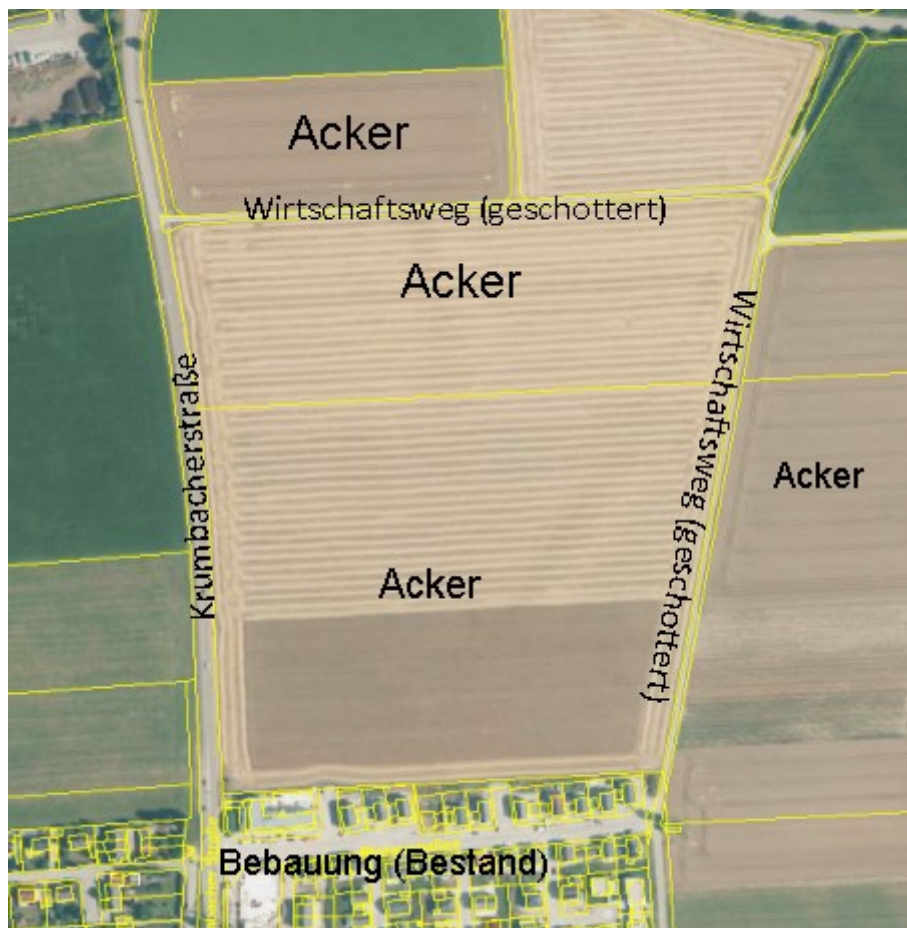 Acker
Wirtschaftsweg (geschottert)
Acker
Krumbacherstraße
Wirtschaftsweg (geschottert)
Acker
Acker
Bebauung (Bestand)